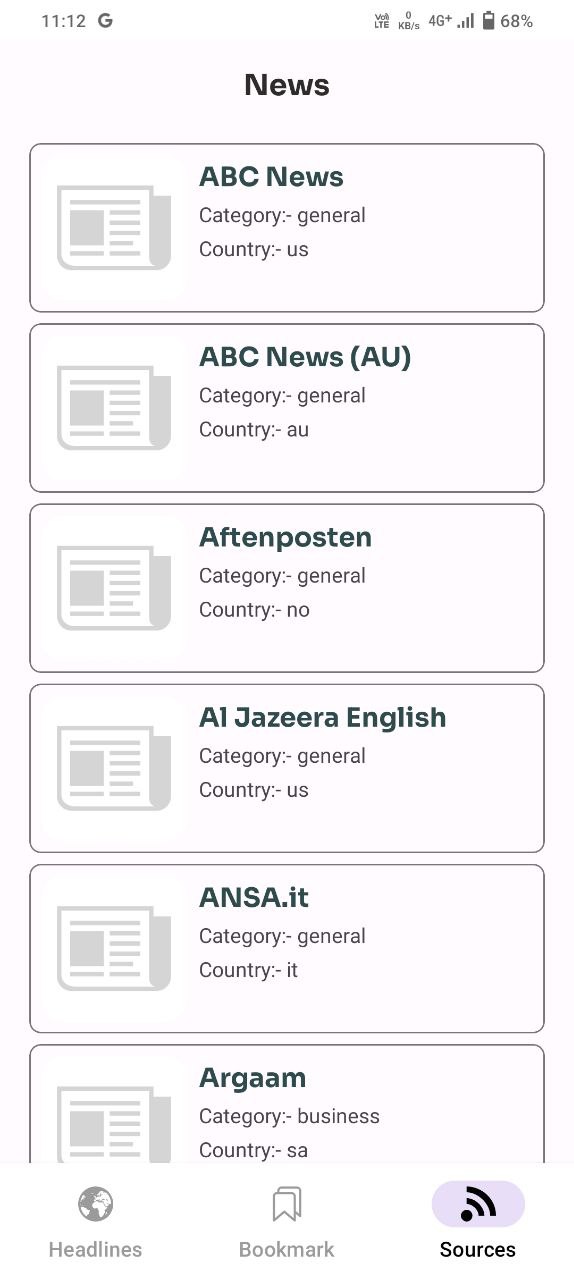 11:12 G Vo)) LTE 0 KB/s 4G+ 68%
News
ABC News
Category:- general
Country:- us
ABC News (AU)
Category:- general
Country:- au
Aftenposten
Category:- general
Country:- no
Al Jazeera English
Category:- general
Country:- us
ANSA.it
Category:- general
Country:- it
Argaam
Category:- business
Country:- sa
Headlines Bookmark Sources